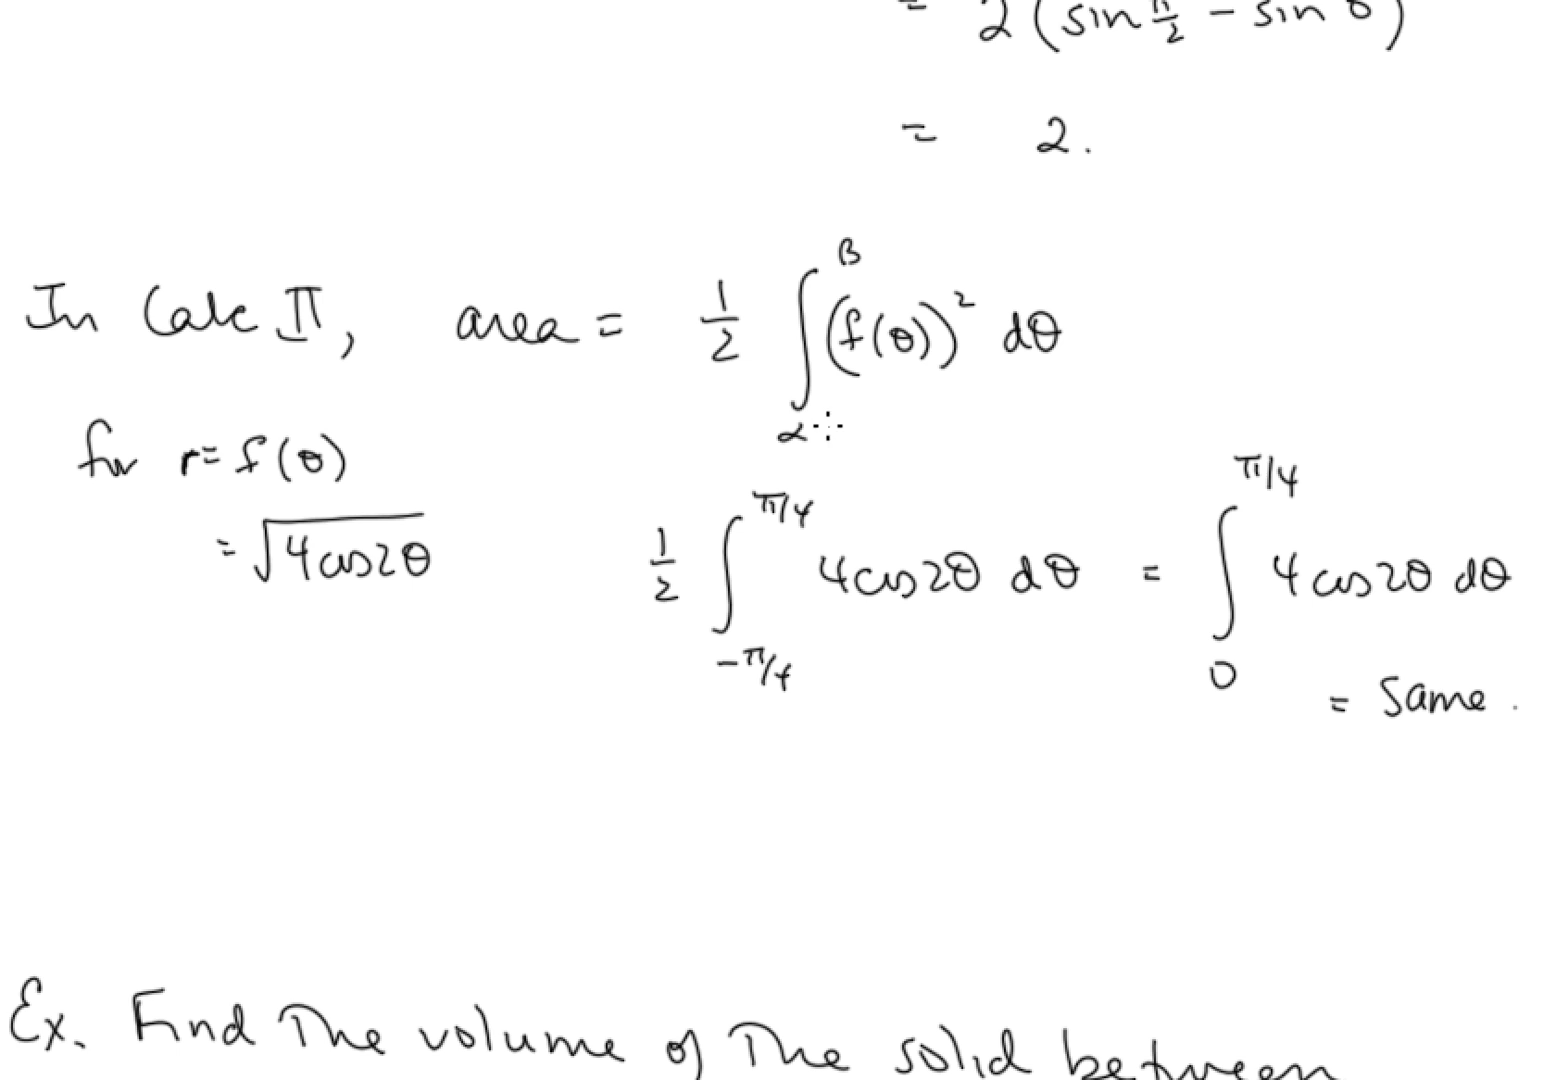 = 2 (sin π/2 - sin 0)
= 2.
In Calc II, area = 1/2 ∫_α^β (f(θ))² dθ
for r = f(θ)
= √(4cos2θ) 1/2 ∫_{-π/4}^{π/4} 4cos2θ dθ = ∫_0^{π/4} 4cos2θ dθ
= Same.
Ex. Find The volume of The solid between